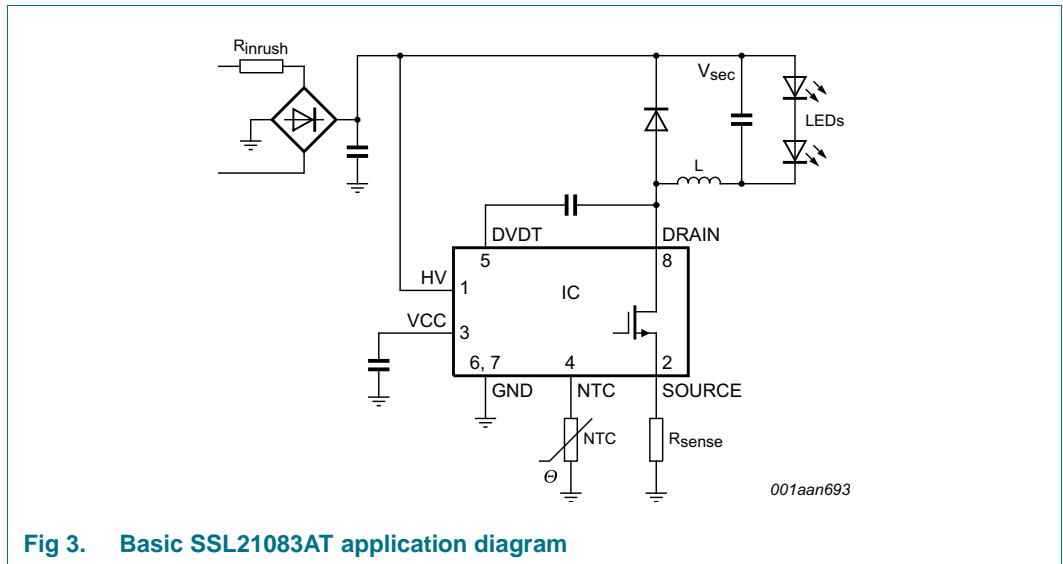 Rinrush
Vsec
LEDs
L
DVDT
DRAIN
5
8
HV
1
IC
VCC
3
6, 7
4
2
GND
NTC
SOURCE
NTC
Rsense
Θ
001aan693
Fig 3. Basic SSL21083AT application diagram